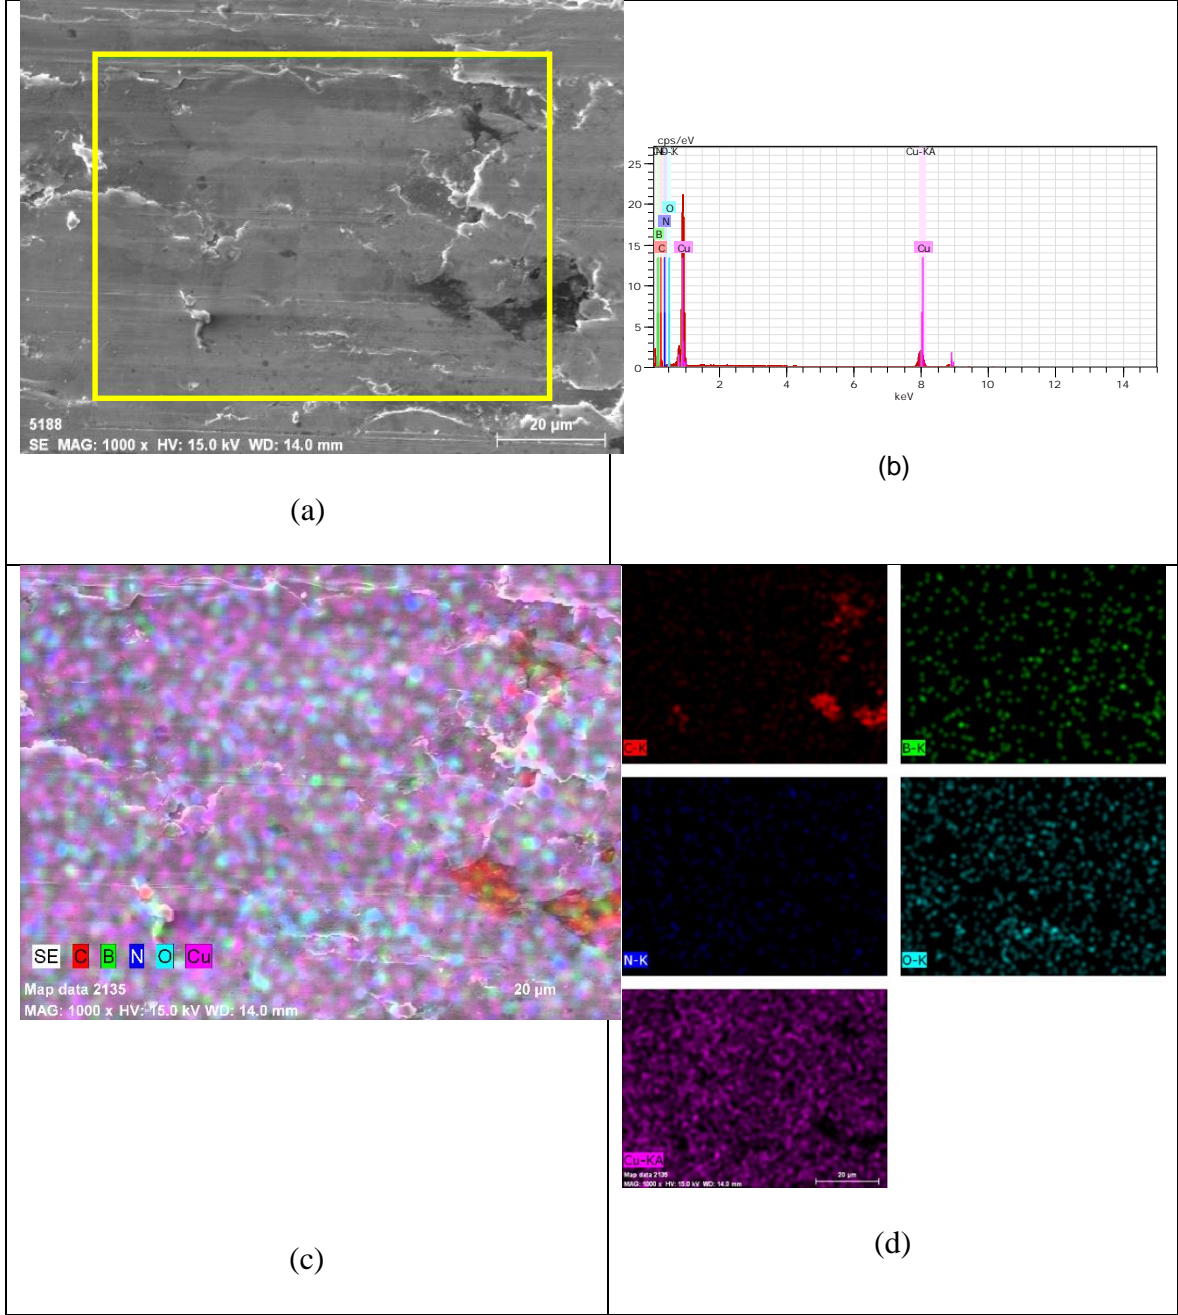 5188
20 µm
SE MAG: 1000 x HV: 15.0 kV WD: 14.0 mm
(a)
cps/eV
O-K
Cu-KA
25
20
15
10
5
0
O
N
B
C
Cu
Cu
2 4 6 8 10 12 14
keV
(b)
SE C B N O Cu
Map data 2135
20 µm
MAG: 1000 x HV: 15.0 kV WD: 14.0 mm
(c)
C-K
B-K
N-K
O-K
Cu-KA
Map data 2135
20 µm
MAG: 1000 x HV: 15.0 kV WD: 14.0 mm
(d)